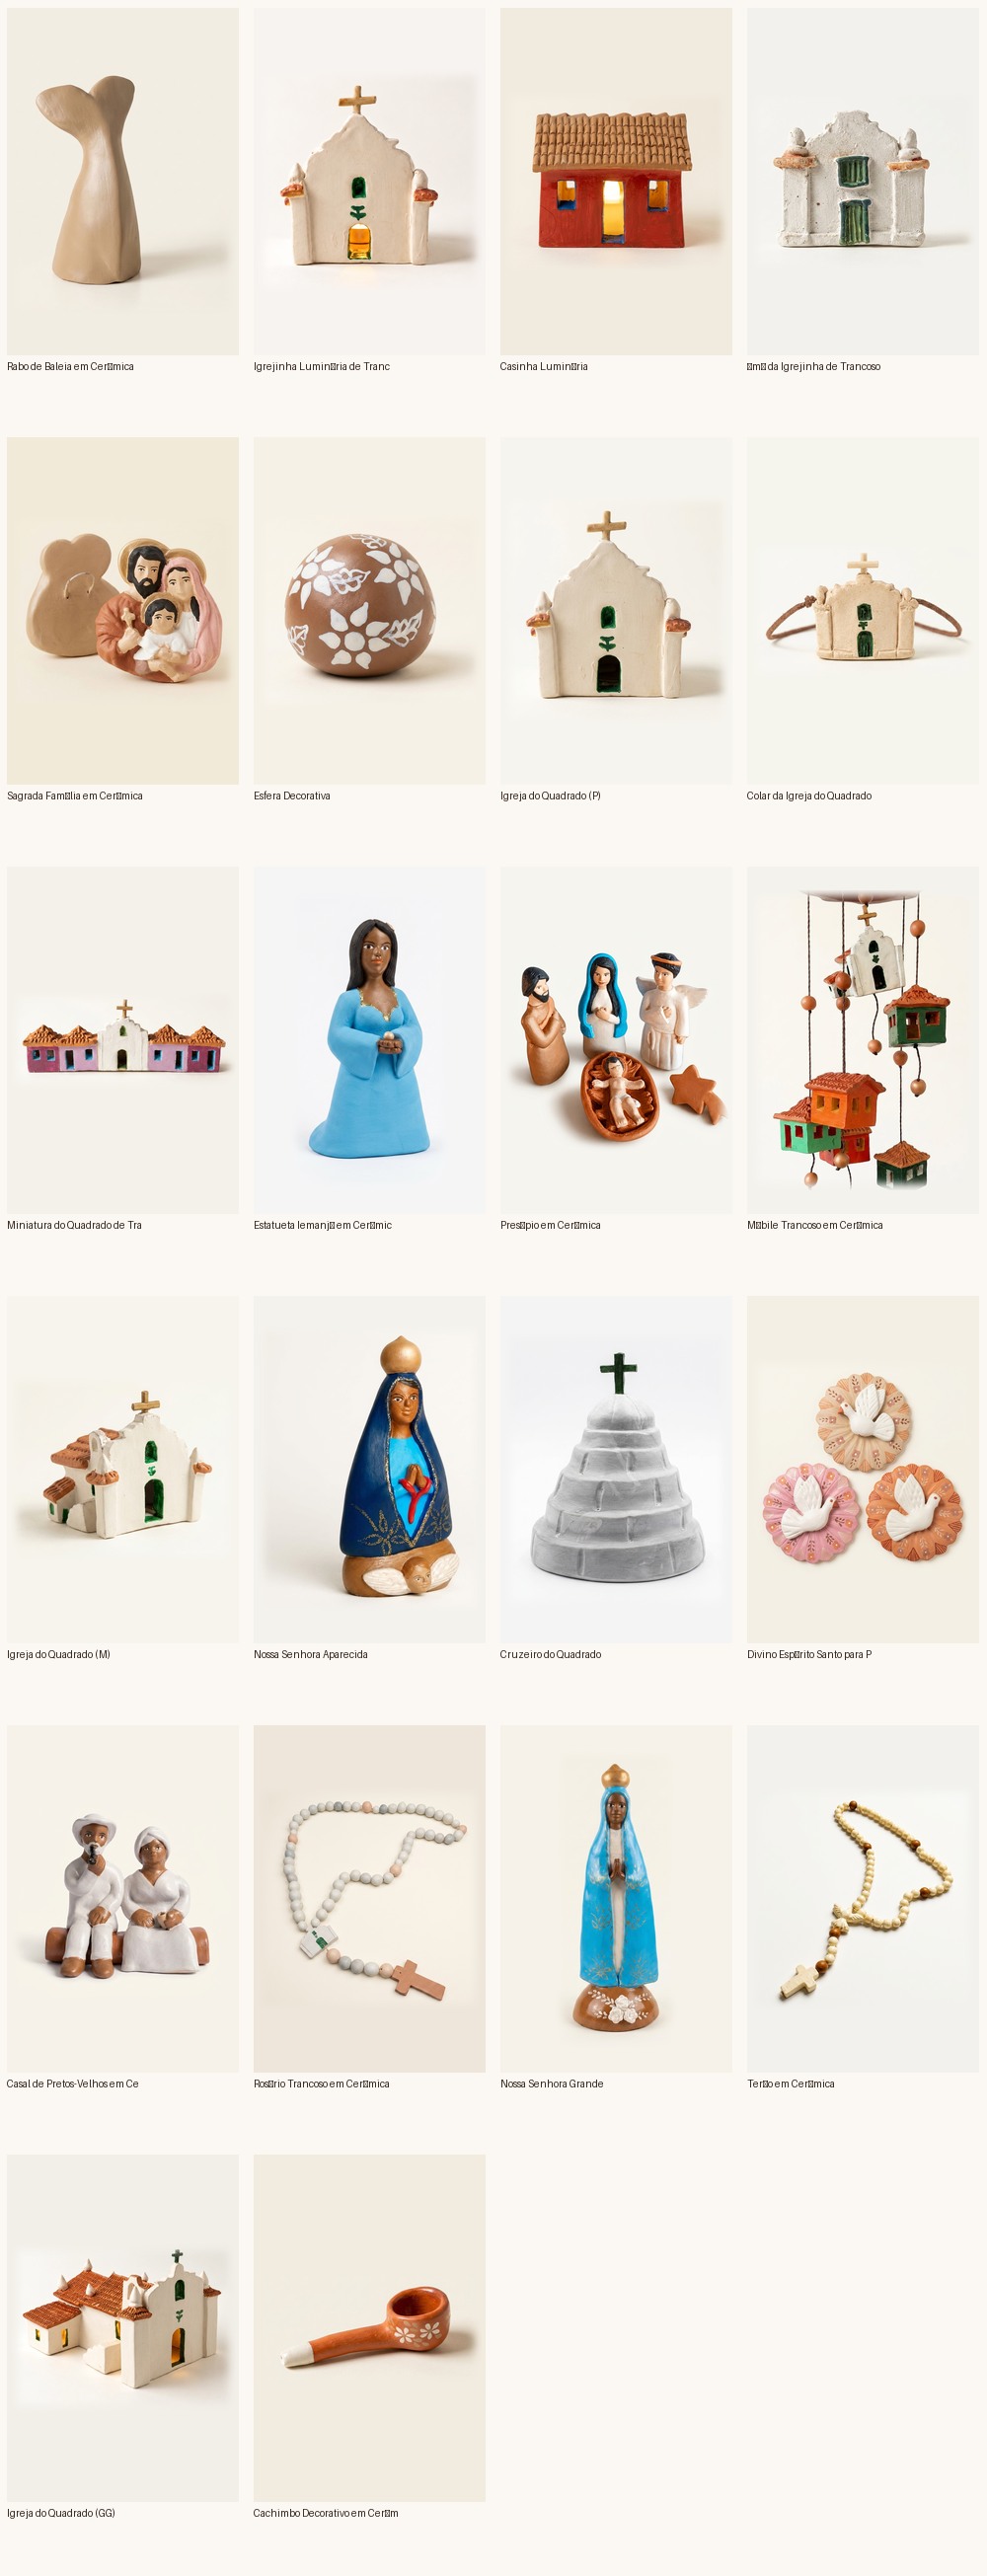 Rabo de Baleia em Cer▯mica
Igrejinha Lumin▯ria de Tranc
Casinha Lumin▯ria
▯m▯ da Igrejinha de Trancoso
Sagrada Fam▯lia em Cer▯mica
Esfera Decorativa
Igreja do Quadrado (P)
Colar da Igreja do Quadrado
Miniatura do Quadrado de Tra
Estatueta Iemanj▯ em Cer▯mic
Pres▯pio em Cer▯mica
M▯bile Trancoso em Cer▯mica
Igreja do Quadrado (M)
Nossa Senhora Aparecida
Cruzeiro do Quadrado
Divino Esp▯rito Santo para P
Casal de Pretos-Velhos em Ce
Ros▯rio Trancoso em Cer▯mica
Nossa Senhora Grande
Ter▯o em Cer▯mica
Igreja do Quadrado (GG)
Cachimbo Decorativo em Cer▯m